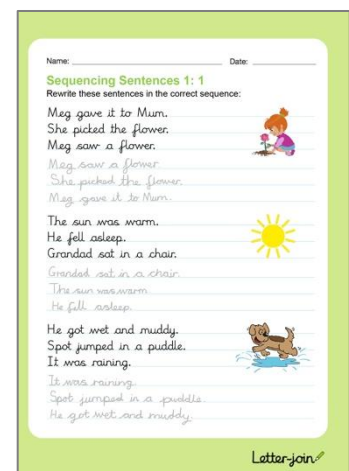 Name: Date:
Sequencing Sentences 1: 1
Rewrite these sentences in the correct sequence:
Meg gave it to Mum.
She picked the flower.
Meg saw a flower.
Meg saw a flower
She picked the flower.
Meg gave it to Mum.
The sun was warm.
He fell asleep.
Grandad sat in a chair.
Grandad sat in a chair.
The sun was warm
He fell asleep.
He got wet and muddy.
Spot jumped in a puddle.
It was raining.
It was raining.
Spot jumped in a puddle.
He got wet and muddy.
Letter-join